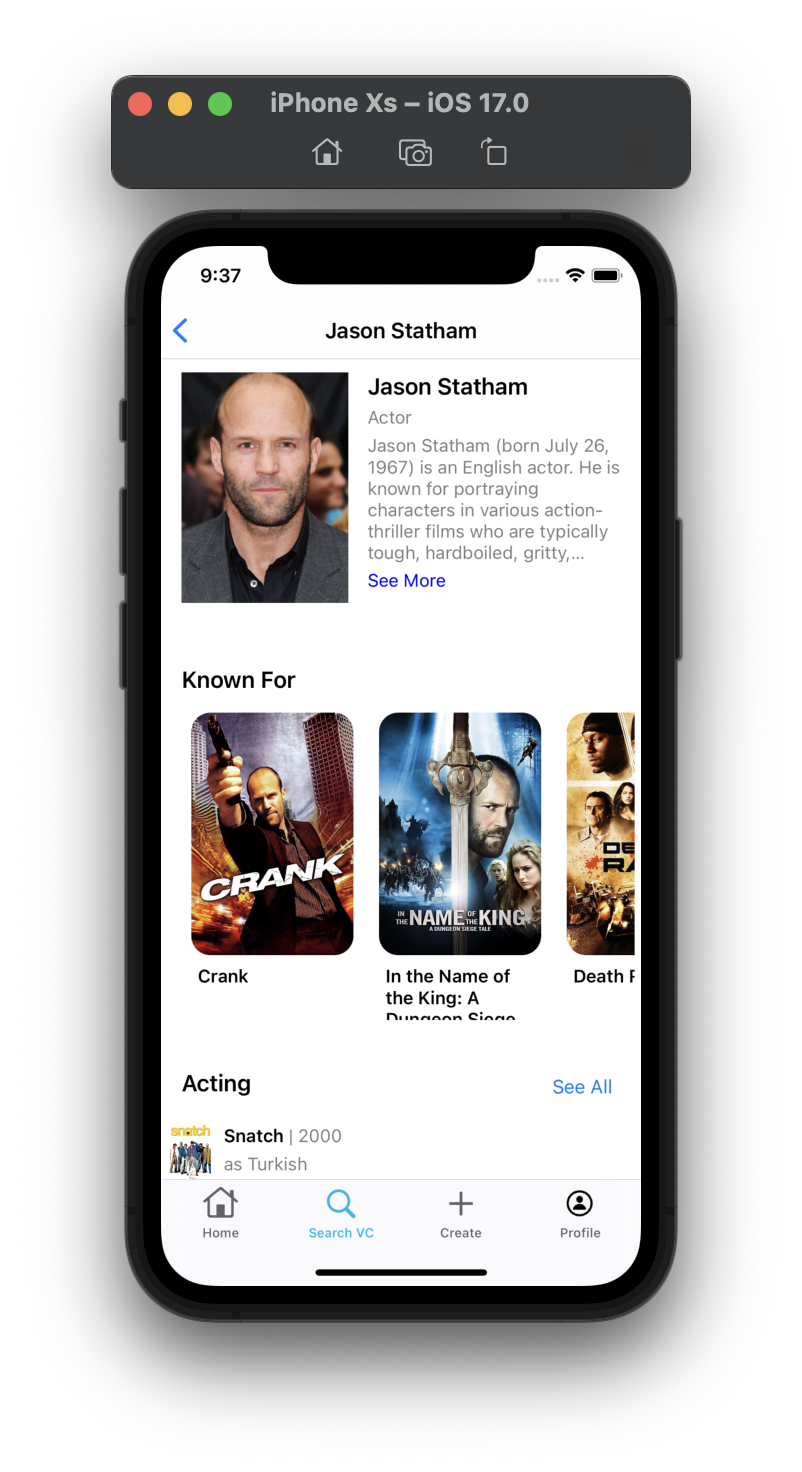 iPhone Xs – iOS 17.0
9:37
Jason Statham
Jason Statham
Actor
Jason Statham (born July 26,
1967) is an English actor. He is
known for portraying
characters in various action-
thriller films who are typically
tough, hardboiled, gritty,...
See More
Known For
CRANK
IN THE NAME OF THE KING
A DUNGEON SIEGE TALE
DE
RA
Crank
In the Name of
the King: A
Dungeon Siege
Death R
Acting
See All
snatch
Snatch | 2000
as Turkish
Home
Search VC
Create
Profile